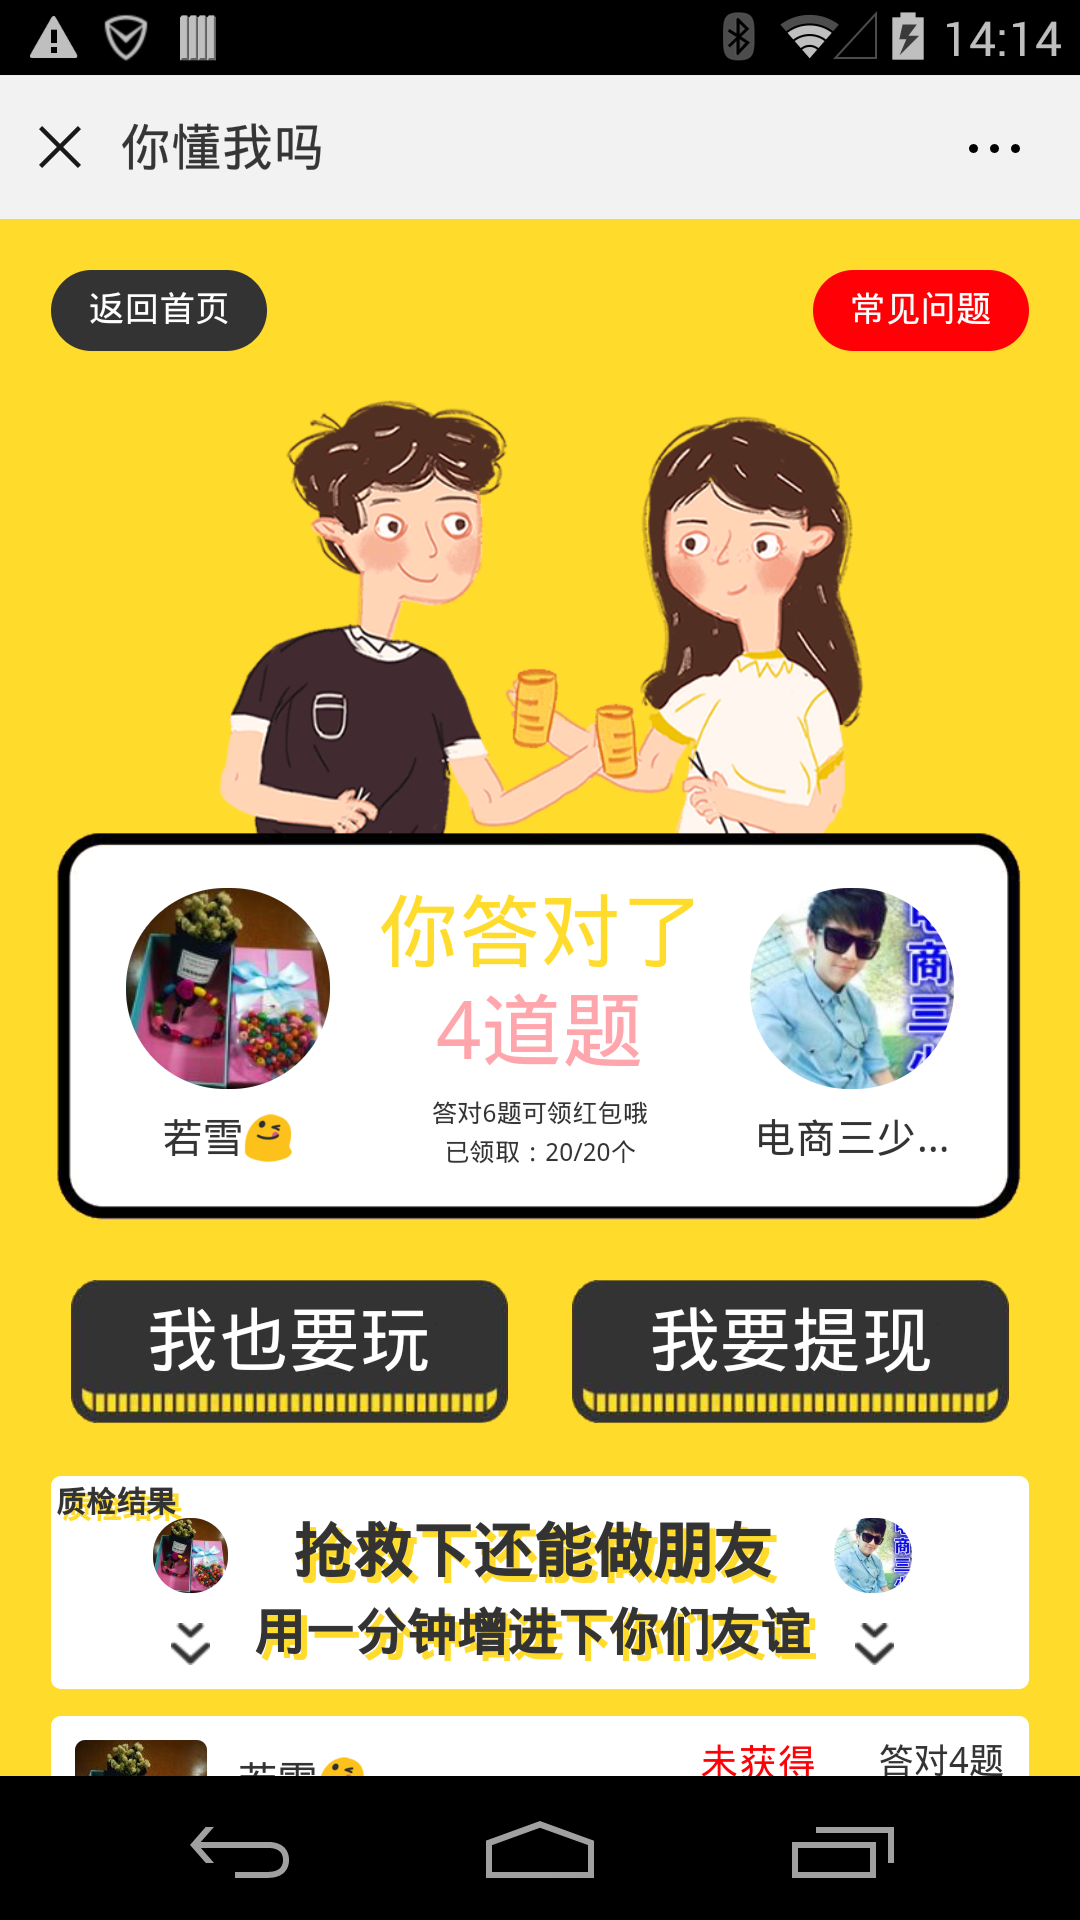 14:14
你懂我吗
返回首页
常见问题
你答对了
4道题
答对6题可领红包哦
已领取：20/20个
若雪😋
电商三少...
电商三少
我也要玩
我要提现
质检结果
抢救下还能做朋友
用一分钟增进下你们友谊
若雪😋
未获得
答对4题